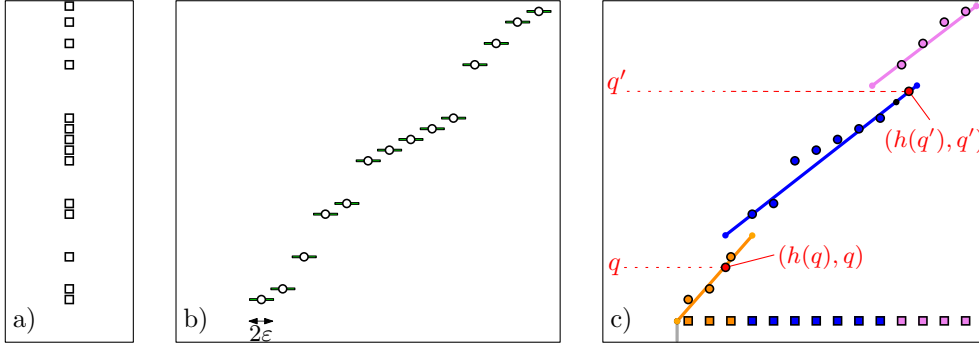 q′
(h(q′), q′)
(h(q), q)
q
a)
b)
2ε
c)